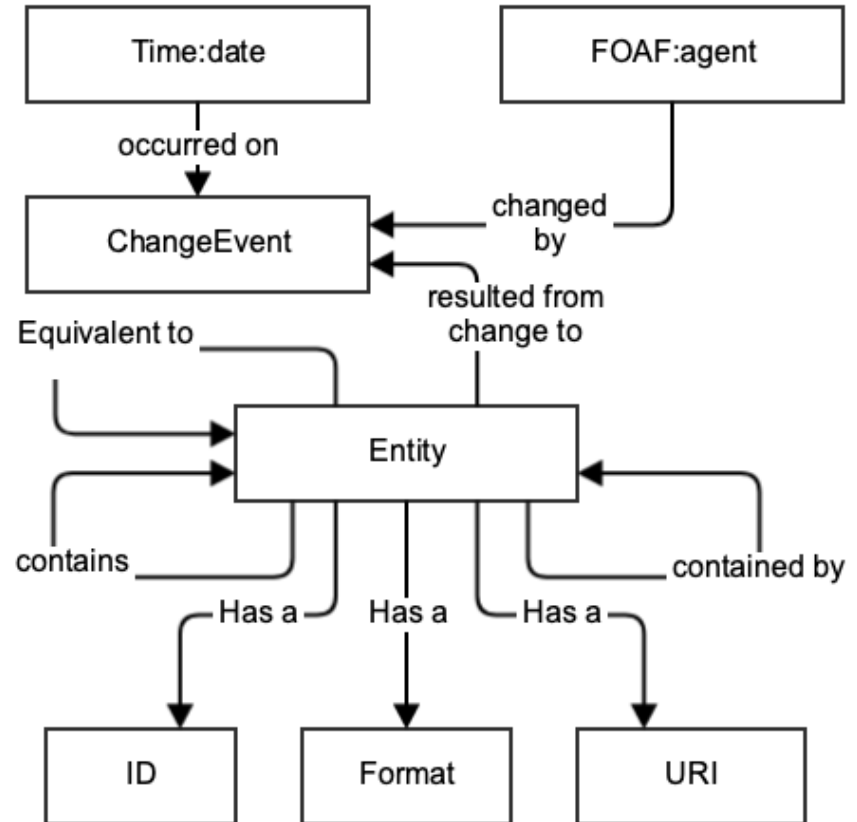 Time:date
FOAF:agent
occurred on
changed
by
ChangeEvent
resulted from
change to
Equivalent to
Entity
contains
contained by
Has a
Has a
Has a
ID
Format
URI